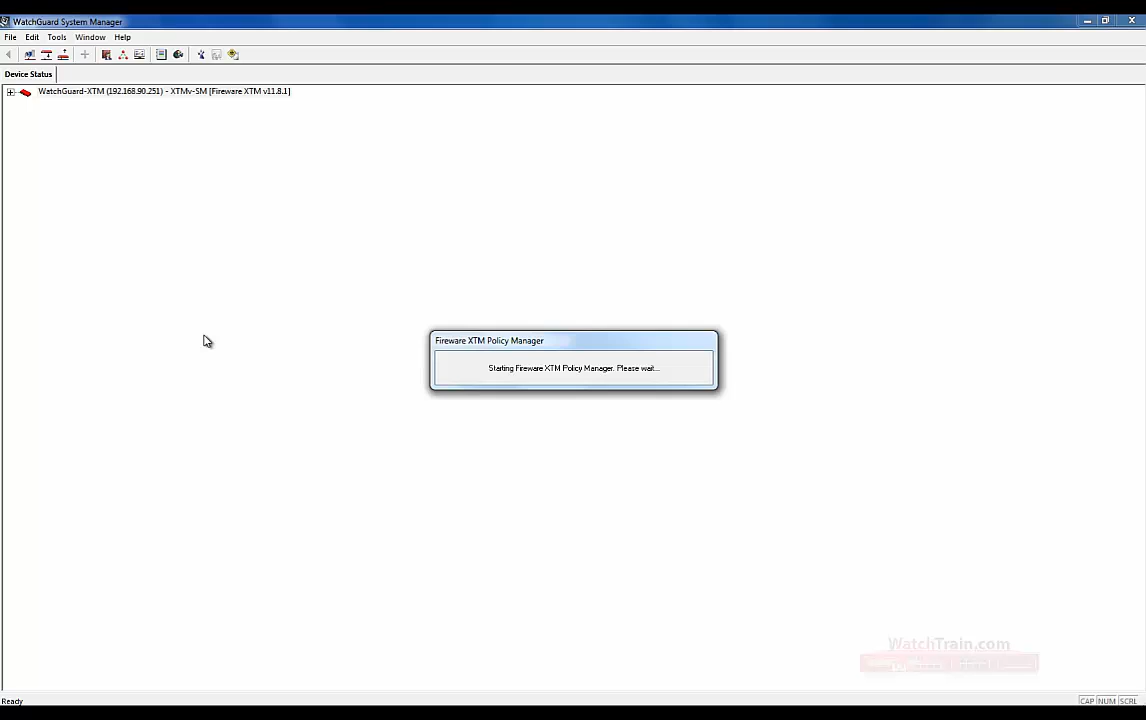 WatchGuard System Manager
File Edit Tools Window Help
Device Status
WatchGuard-XTM (192.168.90.251) - XTMv-SM [Fireware XTM v11.8.1]
Fireware XTM Policy Manager
Starting Fireware XTM Policy Manager. Please wait...
WatchTrain.com
Ready
CAP NUM SCRL